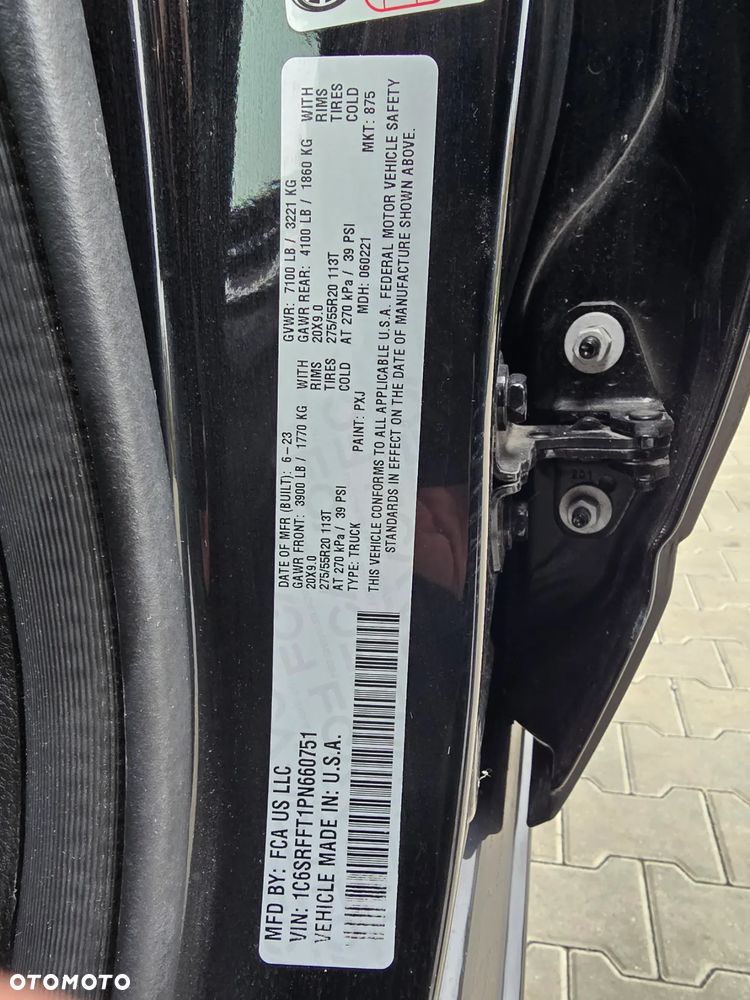 MFD BY: FCA US LLC
VIN: 1C6SRFFT1PN660751
VEHICLE MADE IN: U.S.A.
DATE OF MFR (BUILT): 6-23
GAWR FRONT: 3900 LB / 1770 KG WITH
20X9.0 RIMS
275/55R20 113T TIRES
AT 270 kPa / 39 PSI COLD
TYPE: TRUCK PAINT: PXJ
GVWR: 7100 LB / 3221 KG
GAWR REAR: 4100 LB / 1860 KG WITH
20X9.0 RIMS
275/55R20 113T TIRES
AT 270 kPa / 39 PSI COLD
MDH: 060221 MKT: 875
THIS VEHICLE CONFORMS TO ALL APPLICABLE U.S.A. FEDERAL MOTOR VEHICLE SAFETY
STANDARDS IN EFFECT ON THE DATE OF MANUFACTURE SHOWN ABOVE.
OTOMOTO